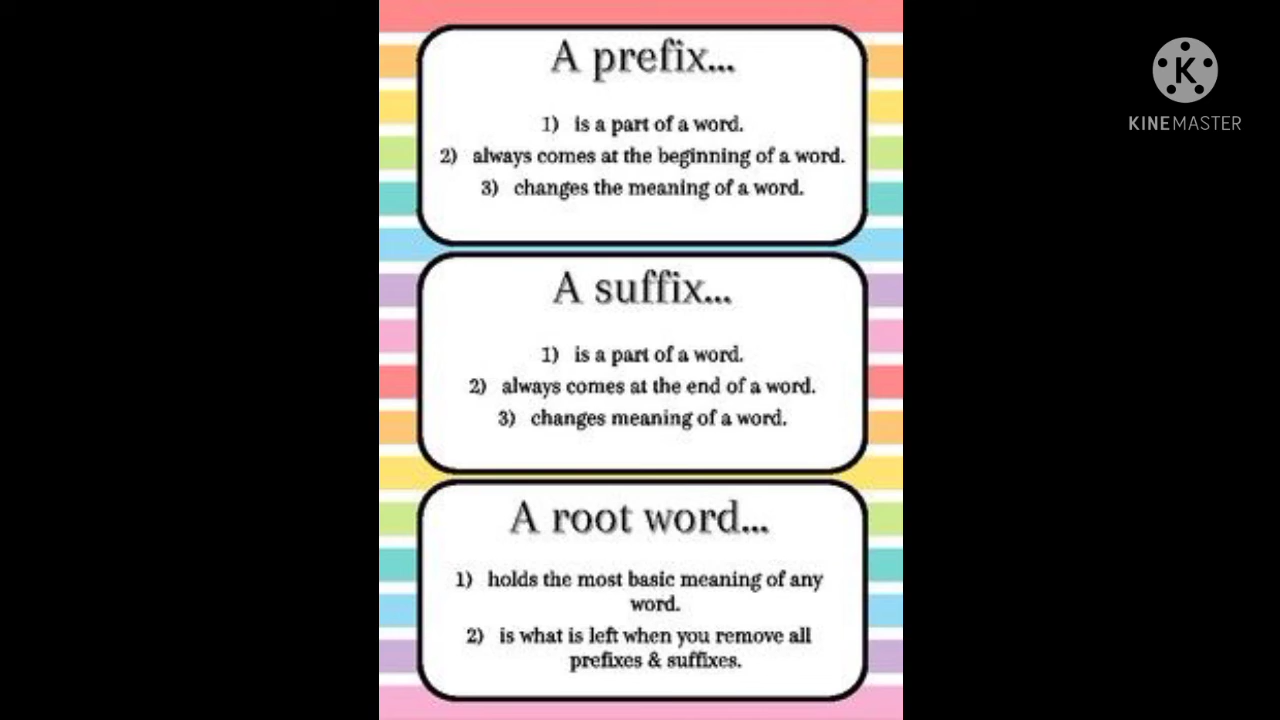 A prefix...
1) is a part of a word.
2) always comes at the beginning of a word.
3) changes the meaning of a word.
A suffix...
1) is a part of a word.
2) always comes at the end of a word.
3) changes meaning of a word.
A root word...
1) holds the most basic meaning of any
word.
2) is what is left when you remove all
prefixes & suffixes.
K
KINEMASTER